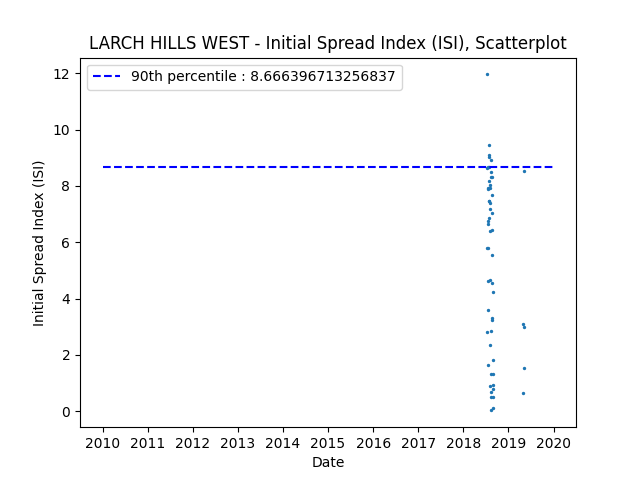 LARCH HILLS WEST - Initial Spread Index (ISI), Scatterplot
90th percentile : 8.666396713256837
12
10
8
6
4
2
0
Initial Spread Index (ISI)
2010 2011 2012 2013 2014 2015 2016 2017 2018 2019 2020
Date